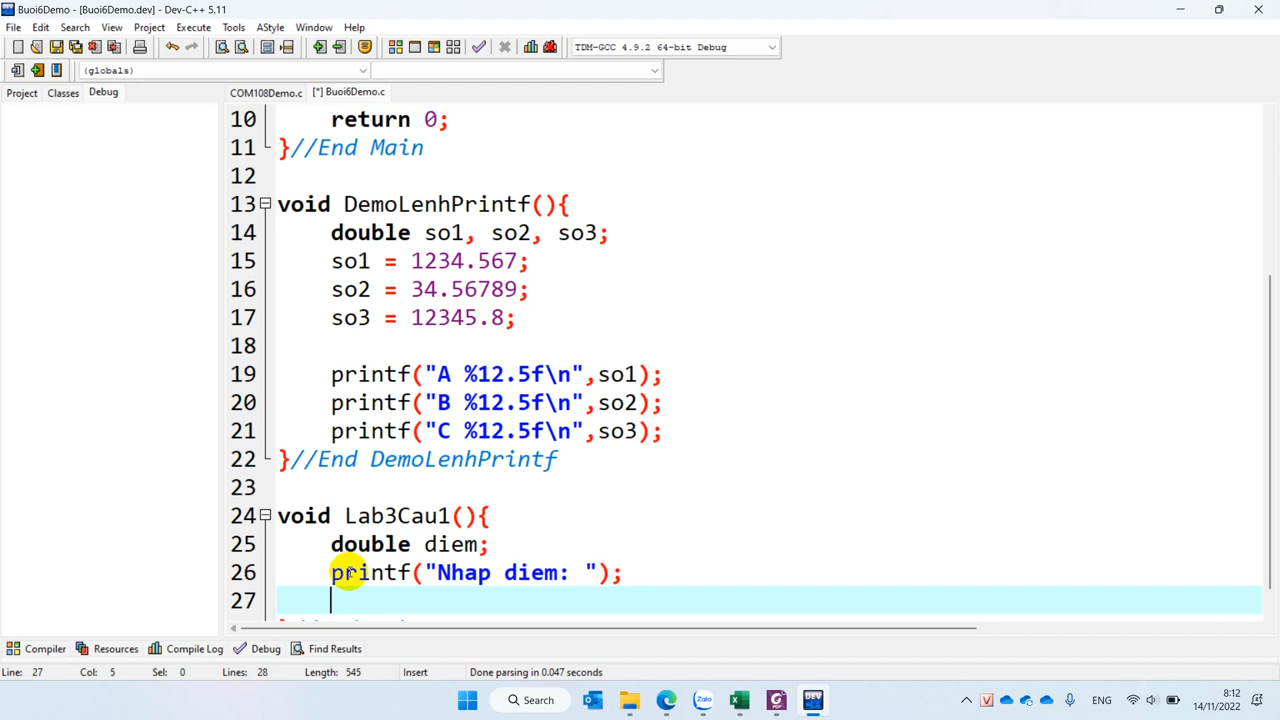 Buoi6Demo - [Buoi6Demo.dev] - Dev-C++ 5.11
File Edit Search View Project Execute Tools AStyle Window Help
TDM-GCC 4.9.2 64-bit Debug
(globals)
Project Classes Debug COM108Demo.c [*] Buoi6Demo.c
10 return 0;
11 }//End Main
12
13 void DemoLenhPrintf(){
14 double so1, so2, so3;
15 so1 = 1234.567;
16 so2 = 34.56789;
17 so3 = 12345.8;
18
19 printf("A %12.5f\n",so1);
20 printf("B %12.5f\n",so2);
21 printf("C %12.5f\n",so3);
22 }//End DemoLenhPrintf
23
24 void Lab3Cau1(){
25 double diem;
26 printf("Nhap diem: ");
27
Compiler Resources Compile Log Debug Find Results
Line: 27 Col: 5 Sel: 0 Lines: 28 Length: 545 Insert Done parsing in 0.047 seconds
Search Zalo DEV ENG 8:12
14/11/2022